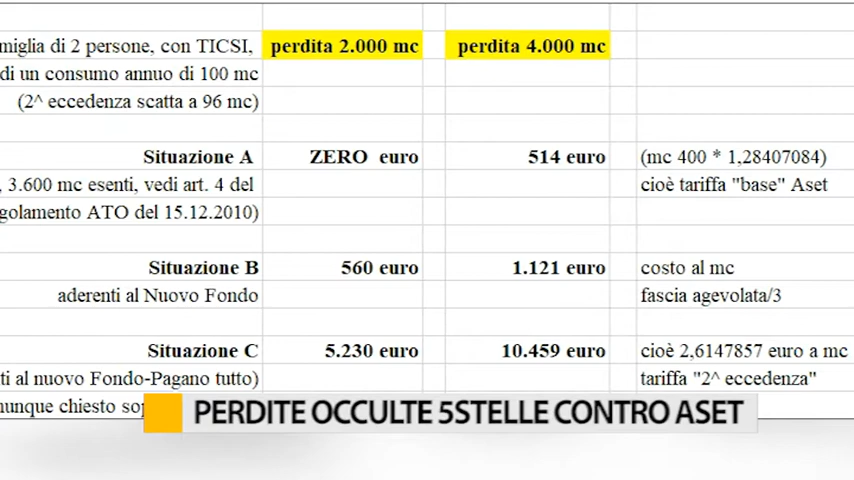 miglia di 2 persone, con TICSI, perdita 2.000 mc perdita 4.000 mc
di un consumo annuo di 100 mc
(2^ eccedenza scatta a 96 mc)
Situazione A ZERO euro 514 euro (mc 400 * 1,28407084)
, 3.600 mc esenti, vedi art. 4 del cioè tariffa "base" Aset
golamento ATO del 15.12.2010)
Situazione B 560 euro 1.121 euro costo al mc
aderenti al Nuovo Fondo fascia agevolata/3
Situazione C 5.230 euro 10.459 euro cioè 2,6147857 euro a mc
ti al nuovo Fondo-Pagano tutto) tariffa "2^ eccedenza"
munque chiesto
PERDITE OCCULTE 5STELLE CONTRO ASET